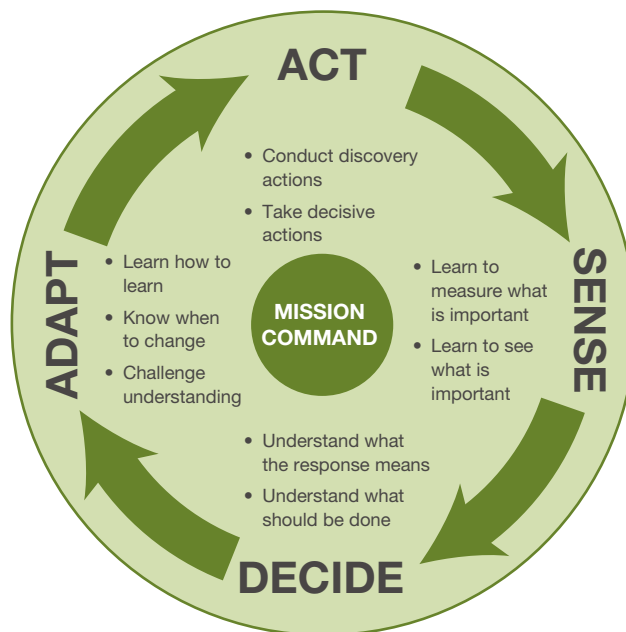 ACT
• Conduct discovery
actions
• Take decisive
actions
SENSE
• Learn to
measure what
is important
• Learn to see
what is
important
DECIDE
• Understand what
the response means
• Understand what
should be done
ADAPT
• Learn how to
learn
• Know when
to change
• Challenge
understanding
MISSION
COMMAND